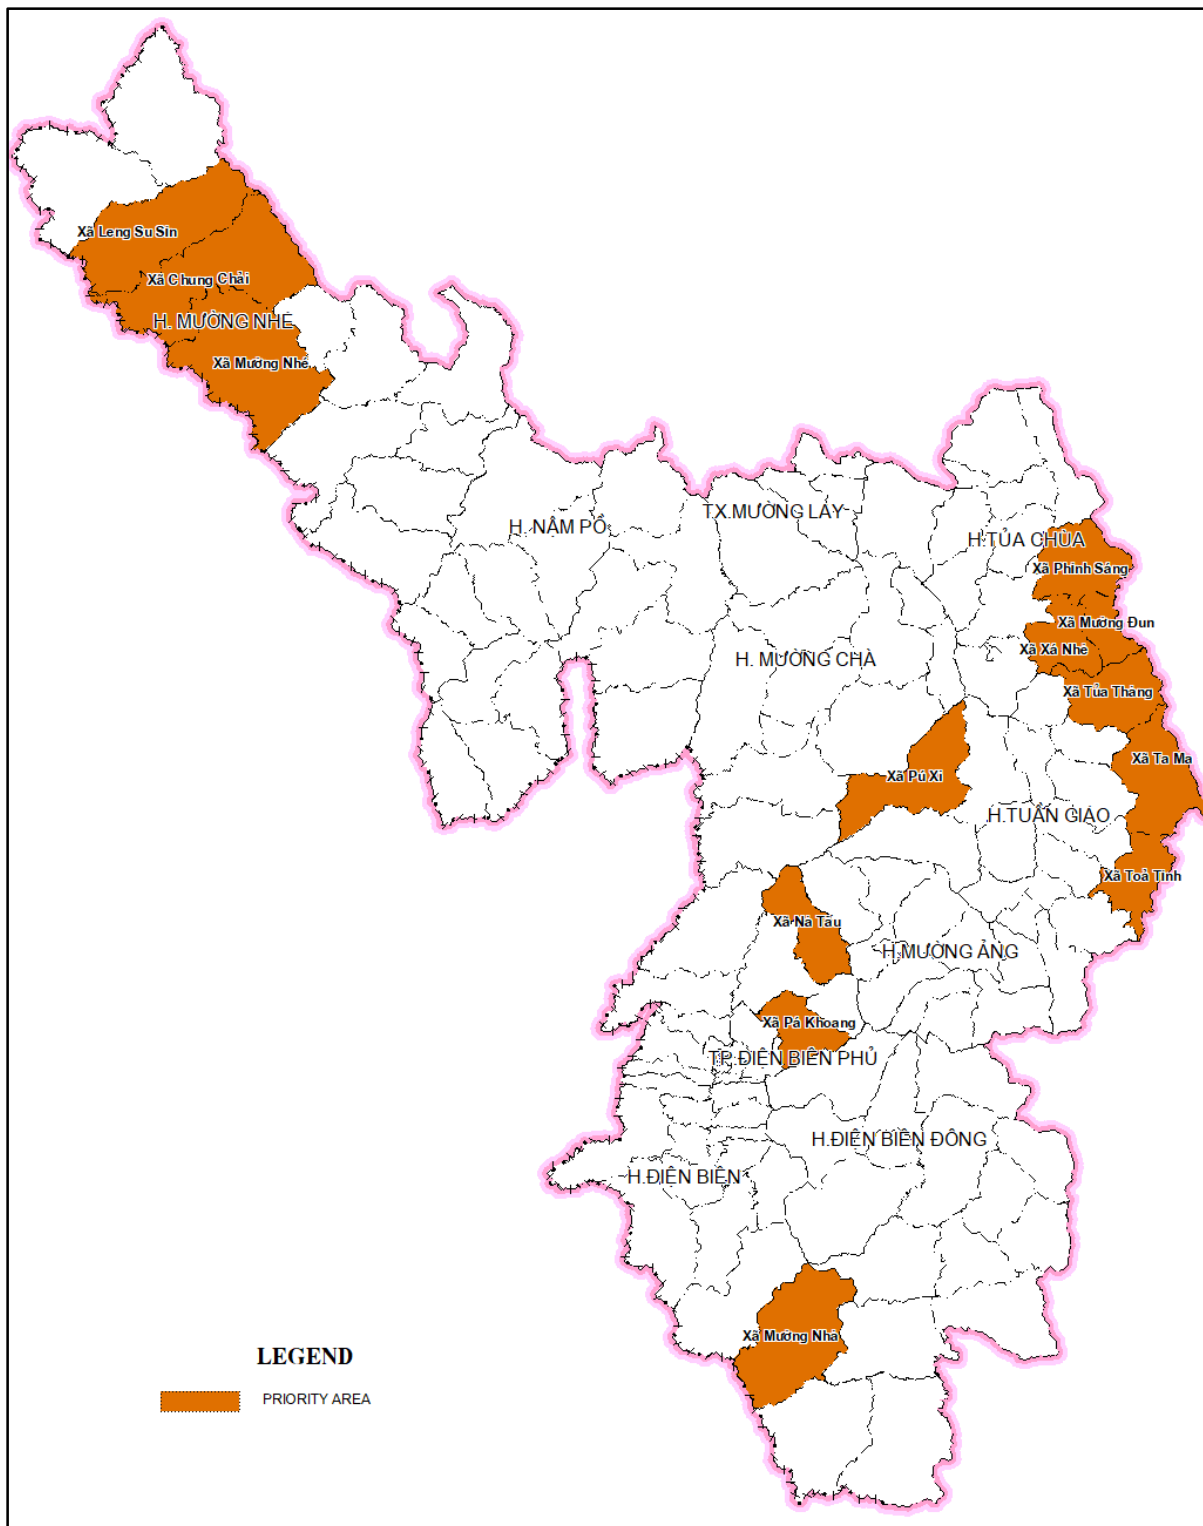 Xã Leng Su Sìn
Xã Chung Chải
H. MƯỜNG NHÉ
Xã Mường Nhé
H. NẬM PỒ
TX.MƯỜNG LAY
H.TỦA CHÙA
Xã Phình Sáng
Xã Mường Đun
Xã Xá Nhè
H. MƯỜNG CHÀ
Xã Tủa Thàng
Xã Ta Ma
Xã Pú Xi
H.TUẦN GIÁO
Xã Toả Tình
Xã Nà Tấu
H.MƯỜNG ẢNG
Xã Pá Khoang
TP.ĐIỆN BIÊN PHỦ
H.ĐIỆN BIÊN ĐÔNG
H.ĐIỆN BIÊN
Xã Mường Nhà
LEGEND
PRIORITY AREA